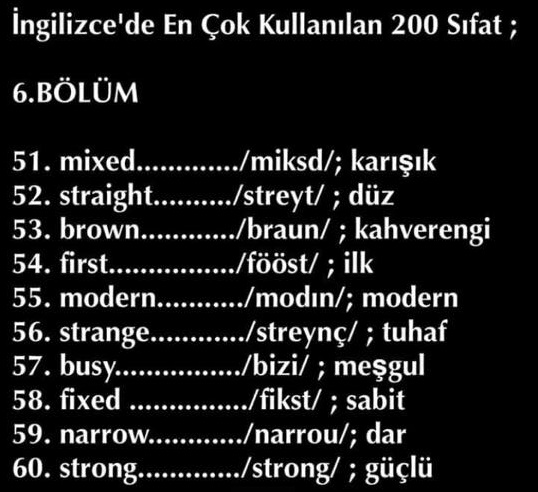 İngilizce'de En Çok Kullanılan 200 Sıfat ;
6.BÖLÜM
51. mixed............./miksd/; karışık
52. straight........../streyt/ ; düz
53. brown............/braun/ ; kahverengi
54. first................/fööst/ ; ilk
55. modern.........../modın/; modern
56. strange............/streynç/ ; tuhaf
57. busy................/bizi/ ; meşgul
58. fixed .............../fikst/ ; sabit
59. narrow............/narrou/; dar
60. strong............./strong/ ; güçlü